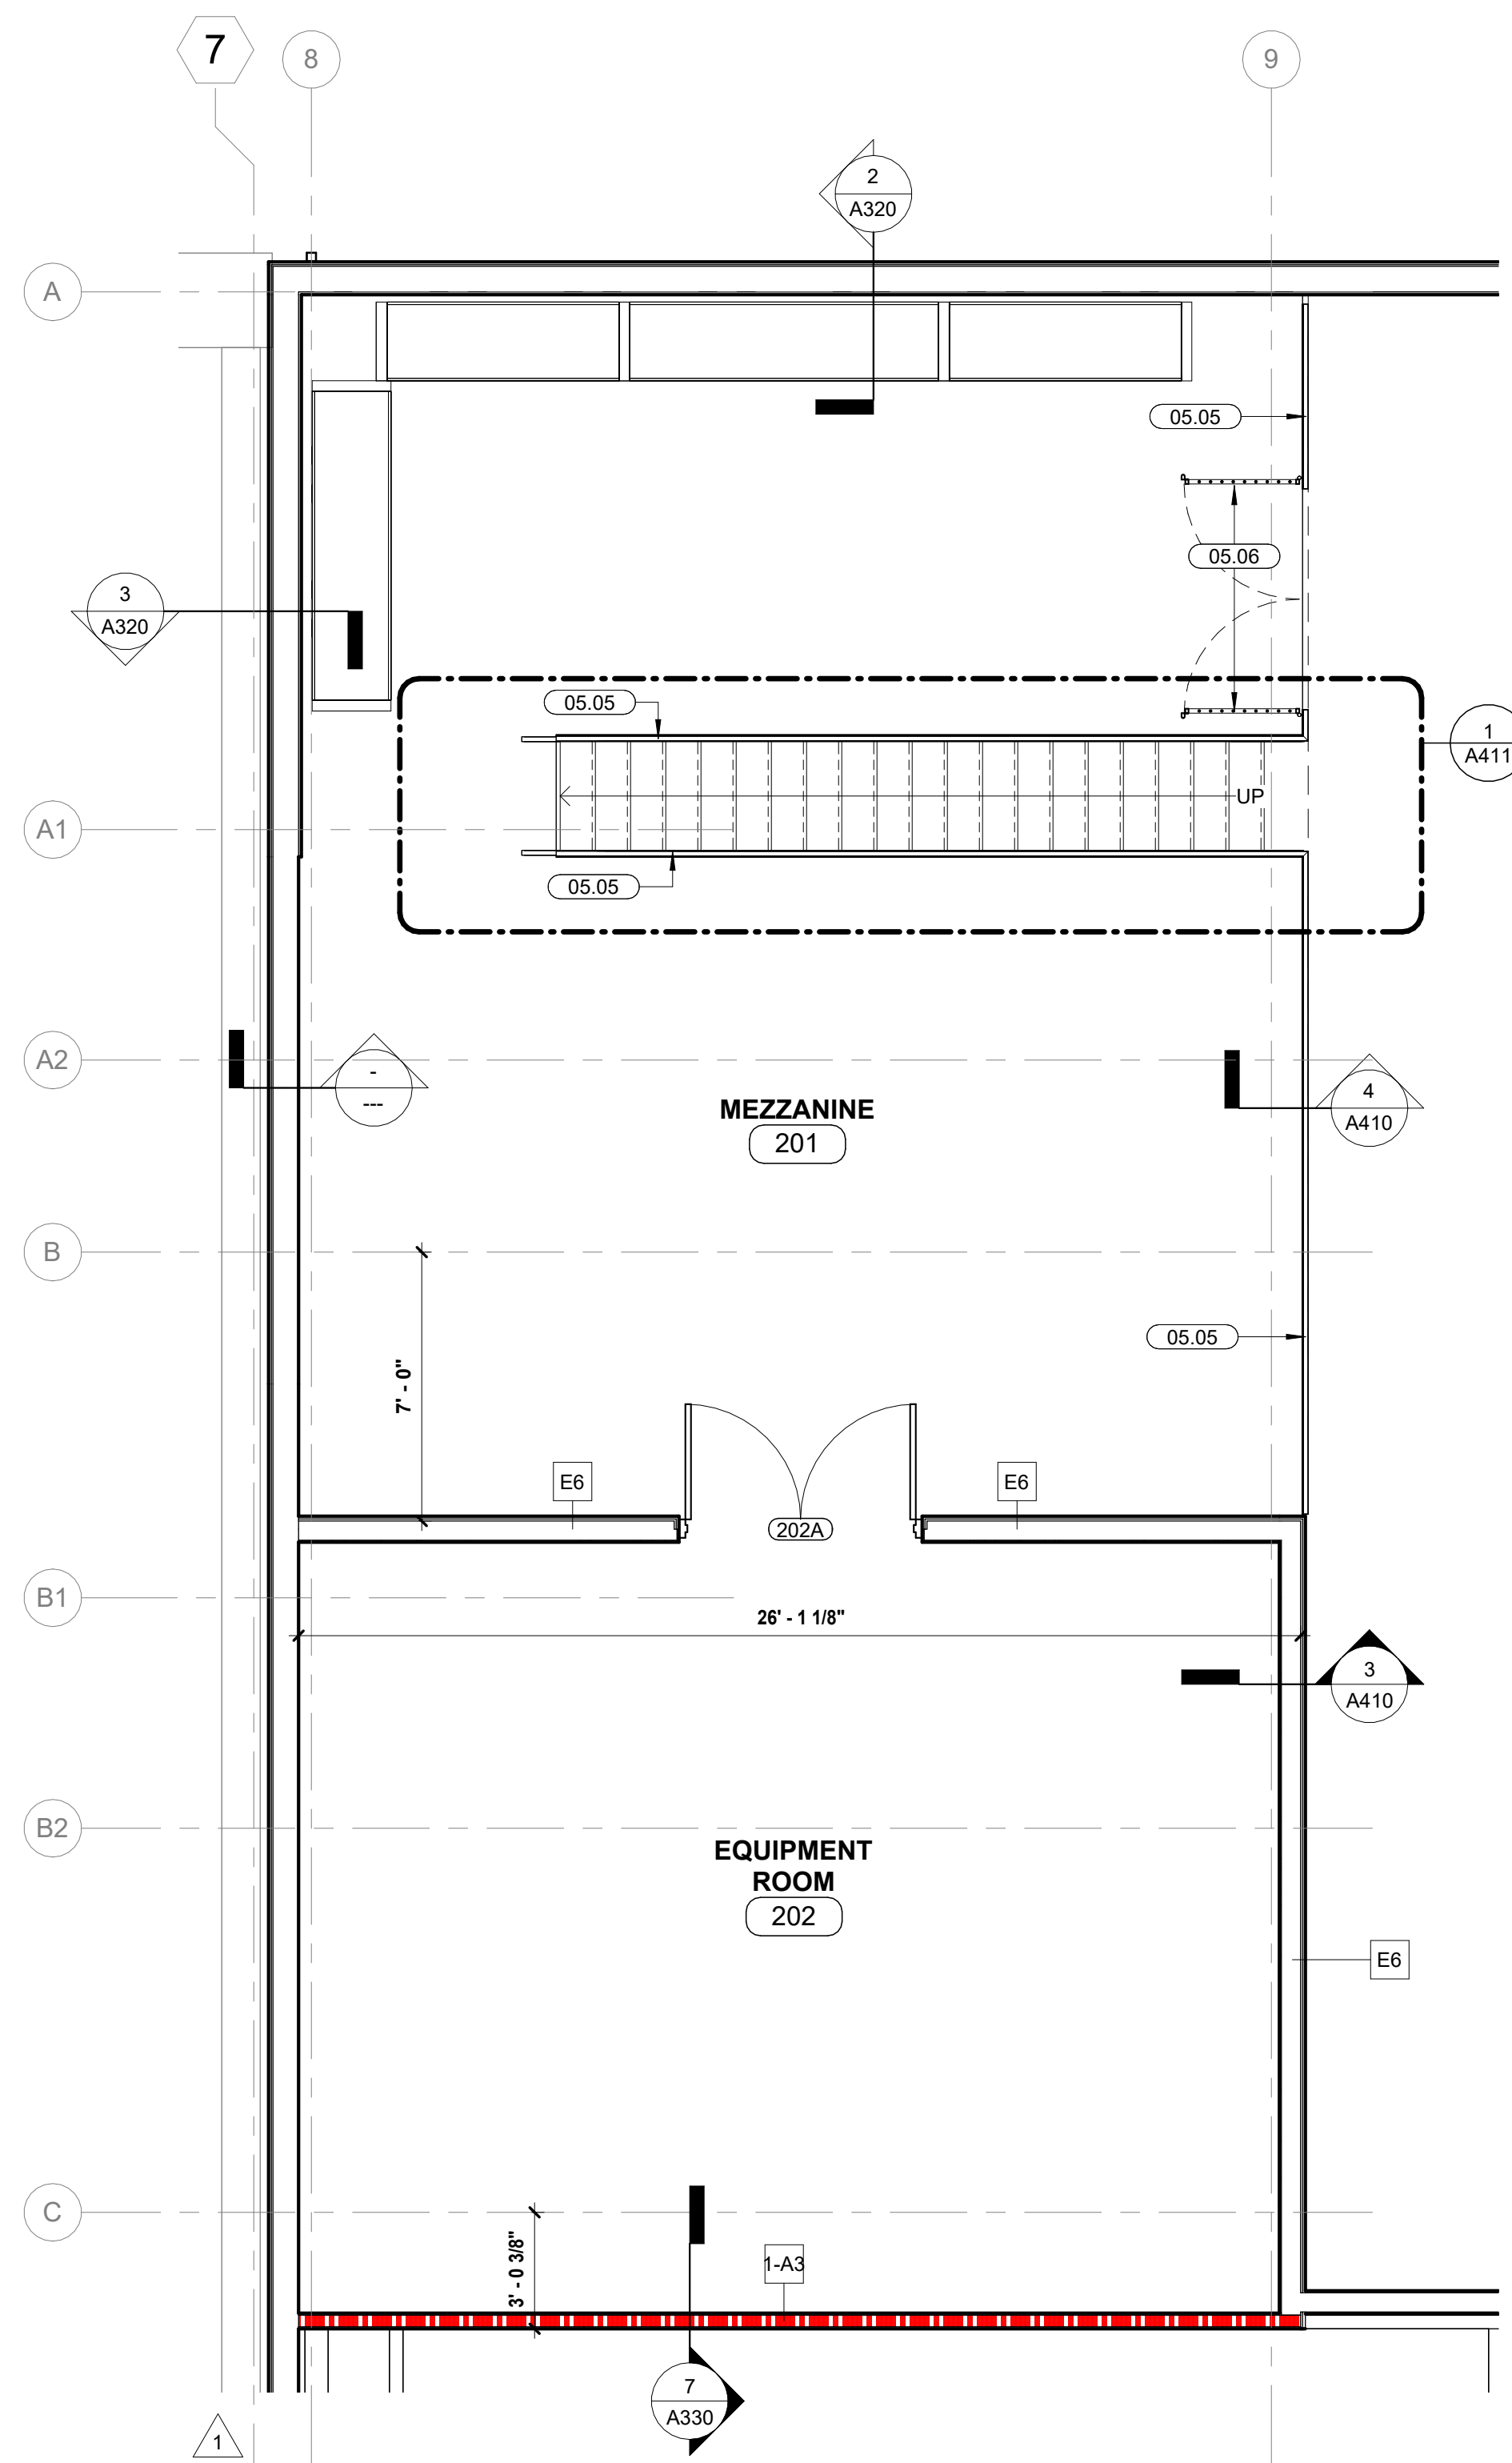 7
8
9
2
A320
A
05.05
05.06
3
A320
05.05
1
A411
UP
A1
05.05
A2
-
---
4
A410
MEZZANINE
201
B
05.05
7' - 0"
E6
E6
202A
B1
26' - 1 1/8"
3
A410
B2
EQUIPMENT
ROOM
202
E6
C
3' - 0 3/8"
1-A3
7
A330
1